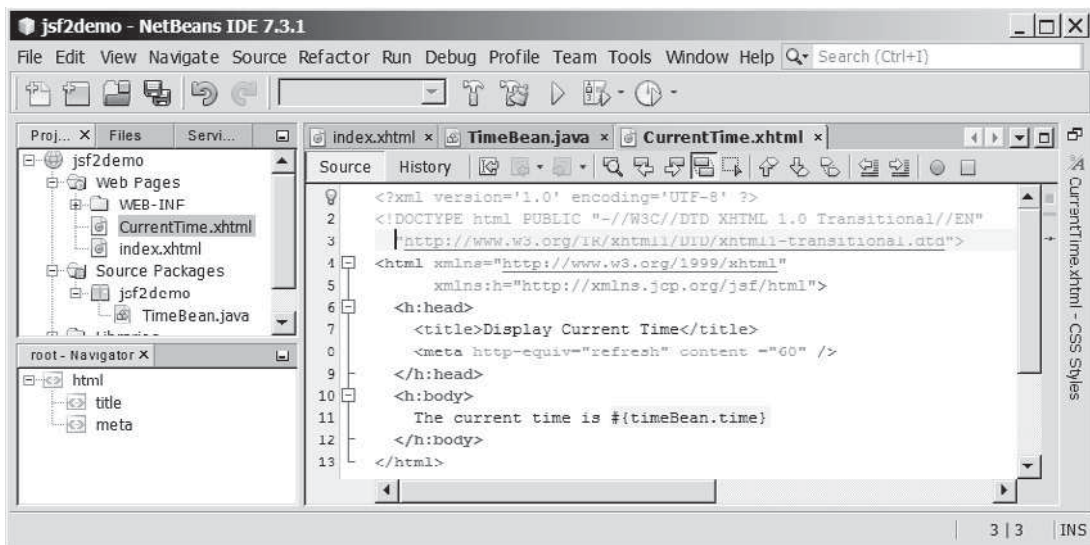 jsf2demo - NetBeans IDE 7.3.1
File Edit View Navigate Source Refactor Run Debug Profile Team Tools Window Help Search (Ctrl+I)
Proj... Files Servi...
jsf2demo
Web Pages
WEB-INF
CurrentTime.xhtml
index.xhtml
Source Packages
jsf2demo
TimeBean.java
root - Navigator
html
title
meta
index.xhtml TimeBean.java CurrentTime.xhtml
Source History
<?xml version='1.0' encoding='UTF-8' ?>
2 <!DOCTYPE html PUBLIC "-//W3C//DTD XHTML 1.0 Transitional//EN"
3 "http://www.w3.org/TR/xhtml1/DTD/xhtml1-transitional.dtd">
4 <html xmlns="http://www.w3.org/1999/xhtml"
5 xmlns:h="http://xmlns.jcp.org/jsf/html">
6 <h:head>
7 <title>Display Current Time</title>
8 <meta http-equiv="refresh" content ="60" />
9 </h:head>
10 <h:body>
11 The current time is #{timeBean.time}
12 </h:body>
13 </html>
CurrentTime.xhtml - CSS Styles
3 | 3 INS